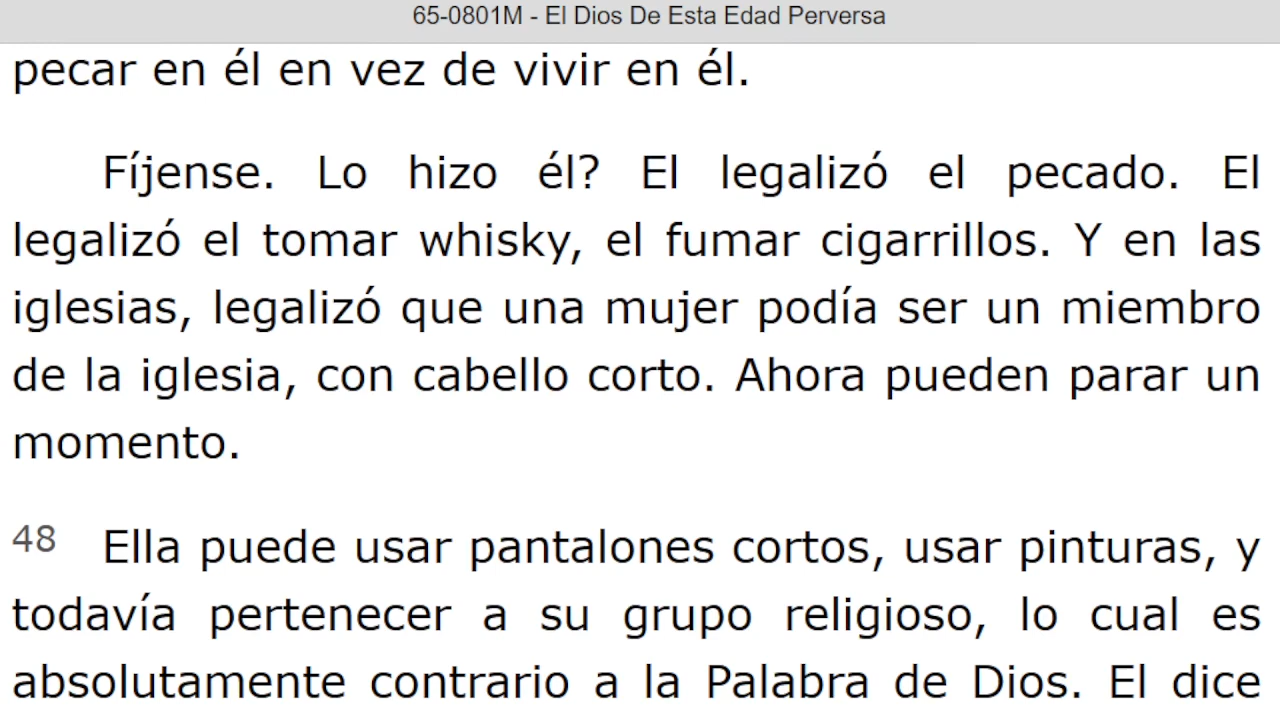 65-0801M - El Dios De Esta Edad Perversa
pecar en él en vez de vivir en él.
Fíjense. Lo hizo él? El legalizó el pecado. El
legalizó el tomar whisky, el fumar cigarrillos. Y en las
iglesias, legalizó que una mujer podía ser un miembro
de la iglesia, con cabello corto. Ahora pueden parar un
momento.
48 Ella puede usar pantalones cortos, usar pinturas, y
todavía pertenecer a su grupo religioso, lo cual es
absolutamente contrario a la Palabra de Dios. El dice